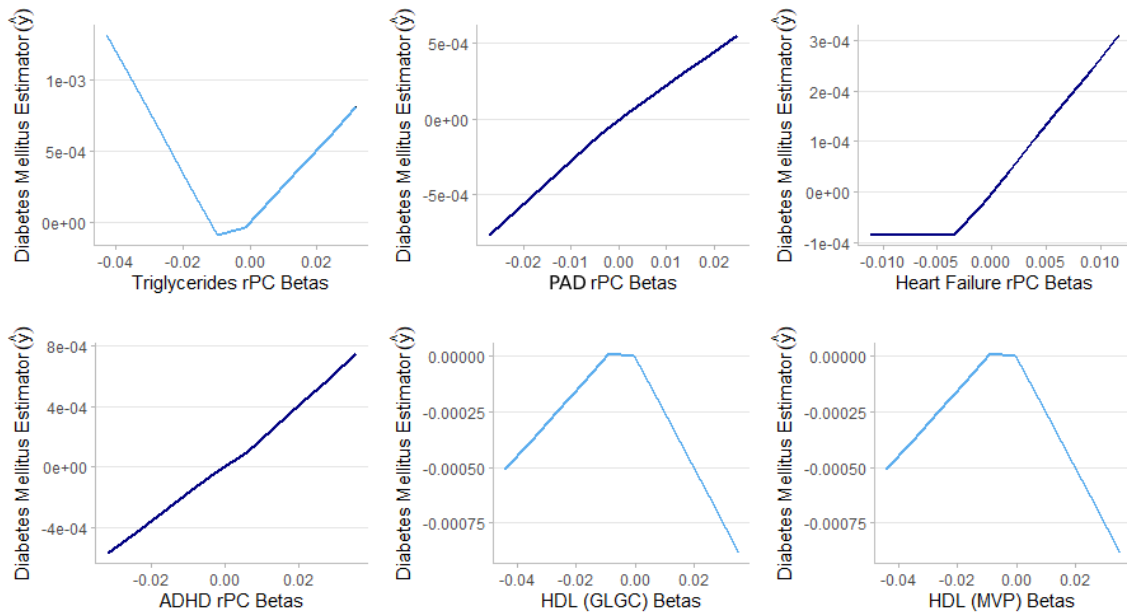 Diabetes Mellitus Estimator (ŷ)
1e-03
5e-04
0e+00
-0.04
-0.02
0.00
0.02
Triglycerides rPC Betas
Diabetes Mellitus Estimator (ŷ)
5e-04
0e+00
-5e-04
-0.02
-0.01
0.00
0.01
0.02
PAD rPC Betas
Diabetes Mellitus Estimator (ŷ)
3e-04
2e-04
1e-04
0e+00
-1e-04
-0.010
-0.005
0.000
0.005
0.010
Heart Failure rPC Betas
Diabetes Mellitus Estimator (ŷ)
8e-04
4e-04
0e+00
-4e-04
-0.02
0.00
0.02
ADHD rPC Betas
Diabetes Mellitus Estimator (ŷ)
0.00000
-0.00025
-0.00050
-0.00075
-0.04
-0.02
0.00
0.02
HDL (GLGC) Betas
Diabetes Mellitus Estimator (ŷ)
0.00000
-0.00025
-0.00050
-0.00075
-0.04
-0.02
0.00
0.02
HDL (MVP) Betas